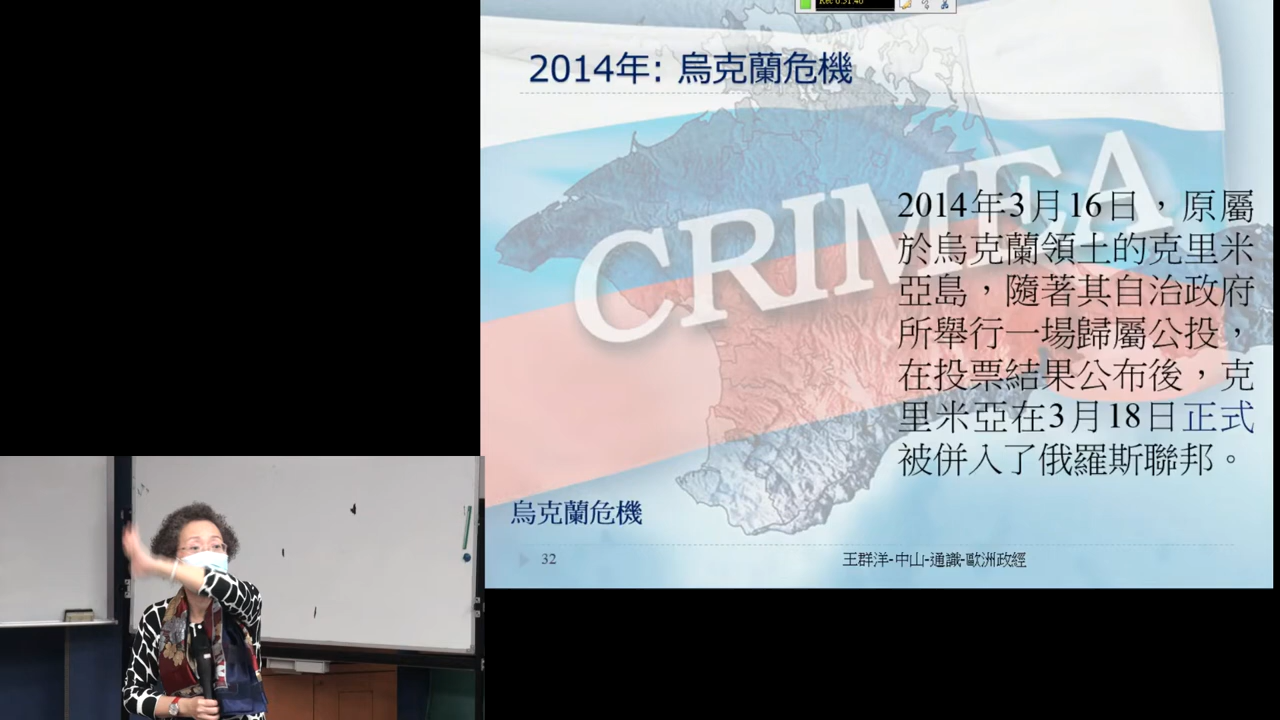 2014年: 烏克蘭危機
CRIMEA
2014年3月16日，原屬
於烏克蘭領土的克里米
亞島，隨著其自治政府
所舉行一場歸屬公投，
在投票結果公布後，克
里米亞在3月18日正式
被併入了俄羅斯聯邦。
烏克蘭危機
32
王群洋-中山-通識-歐洲政經